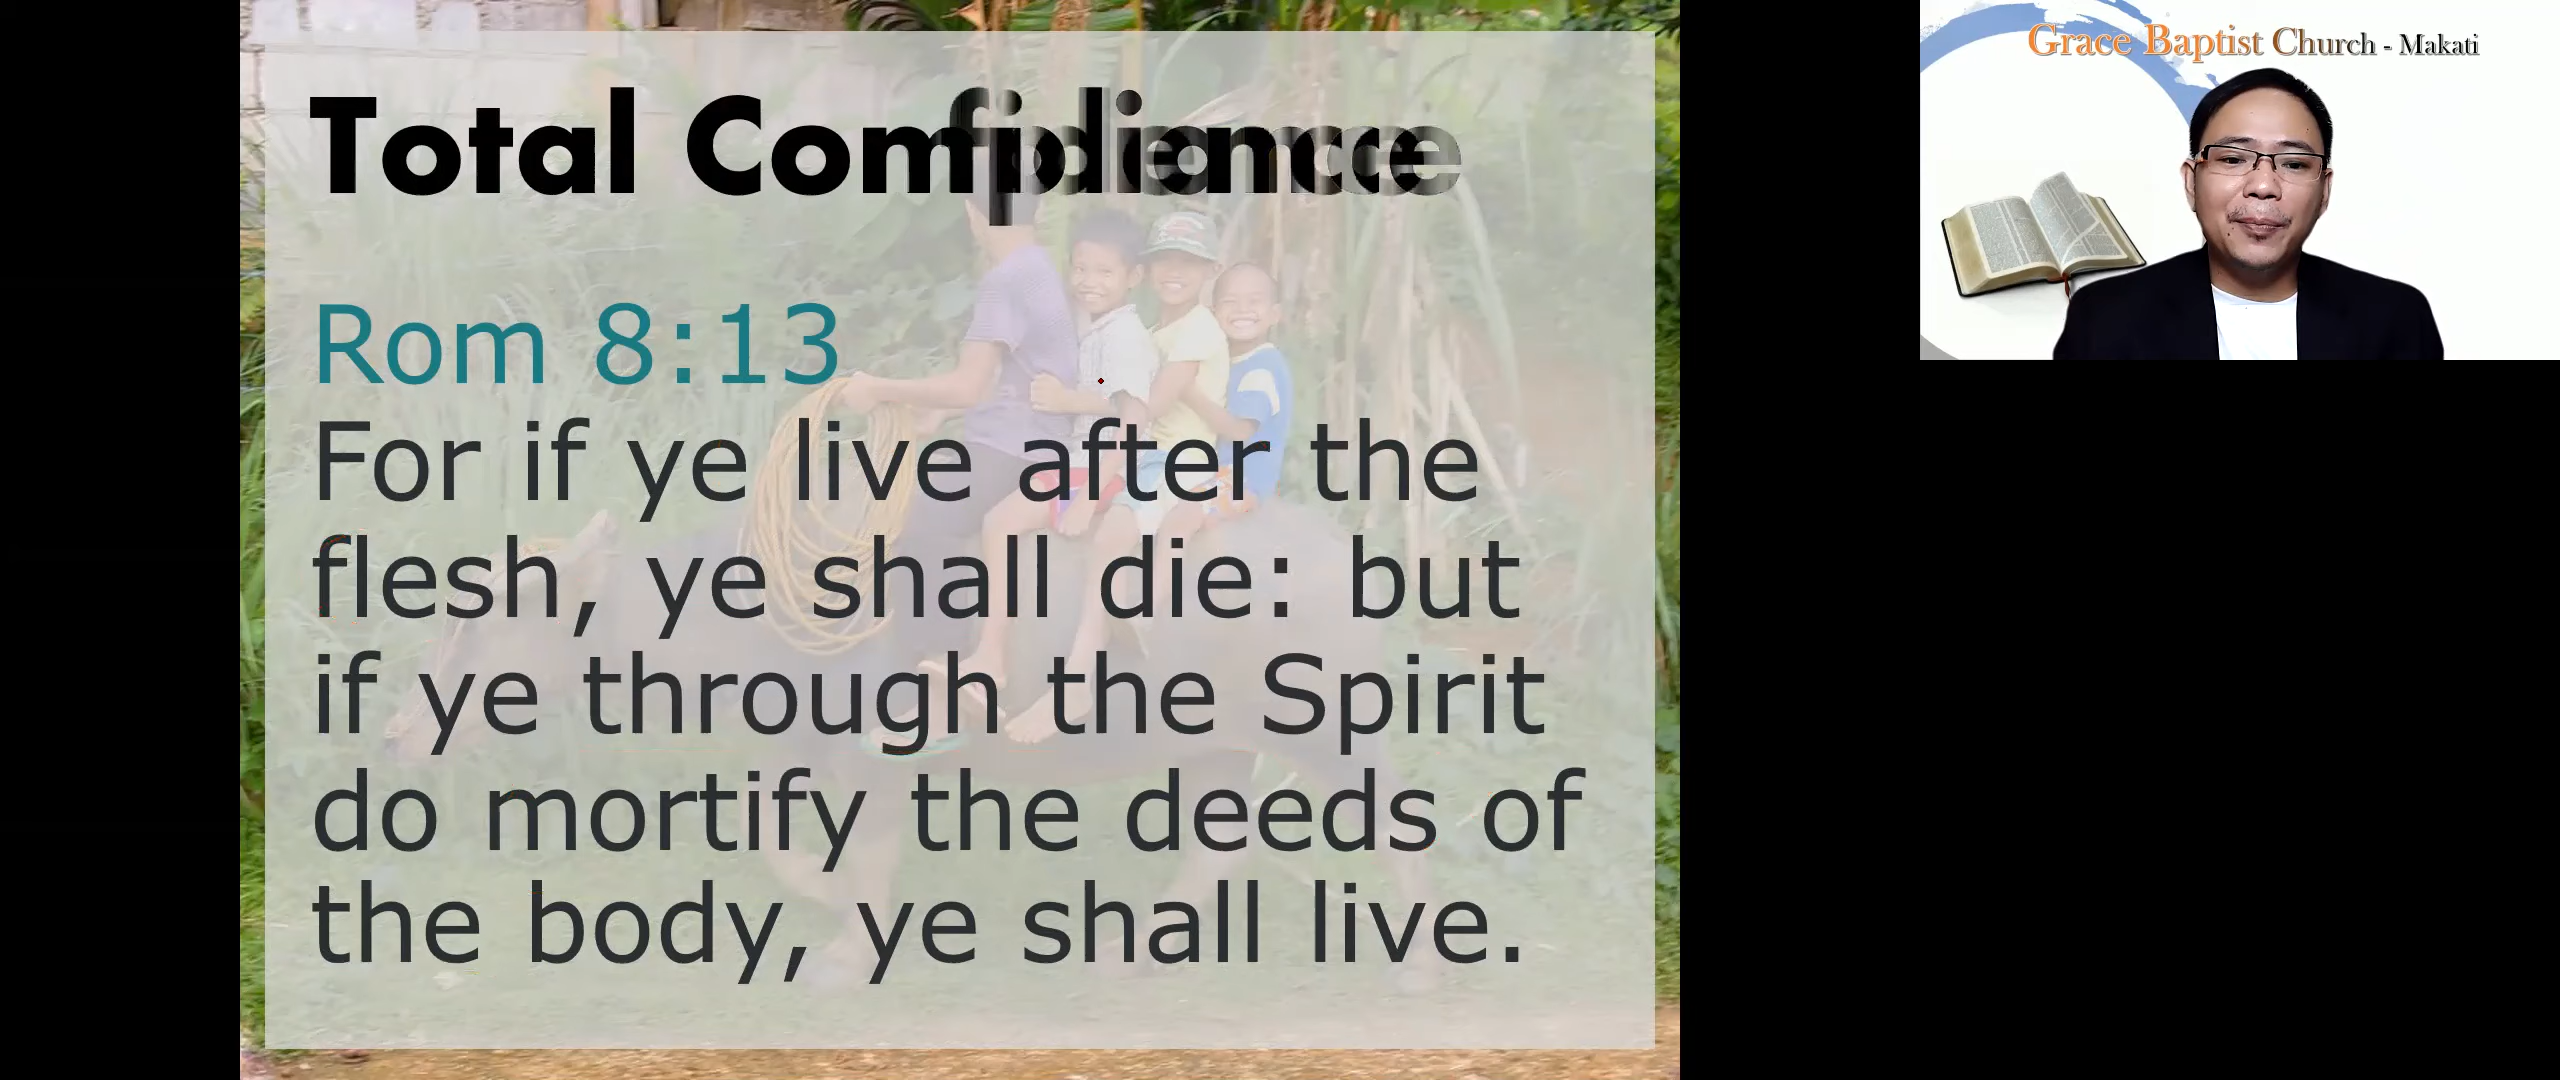 Total
Rom 8:13
For if ye live after the
flesh, ye shall die: but
if ye through the Spirit
do mortify the deeds of
the body, ye shall live.
Grace Baptist Church - Makati